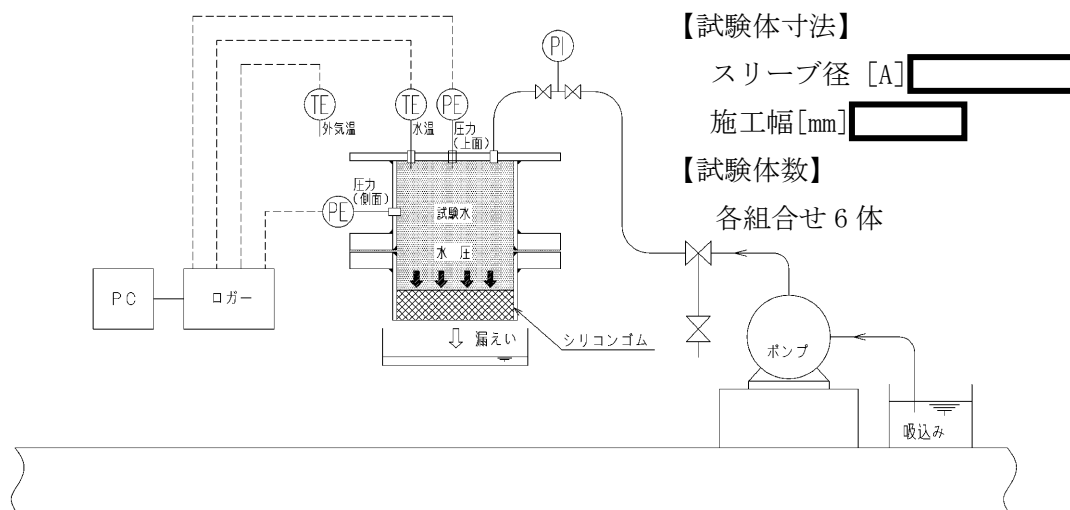 【試験体寸法】
スリーブ径 [A]
施工幅[mm]
【試験体数】
各組合せ 6 体
PI
TE
外気温
TE
水温
PE
圧力
(上面)
圧力
(側面)
PE
試験水
水 圧
PC
ロガー
漏えい
シリコンゴム
ポンプ
吸込み